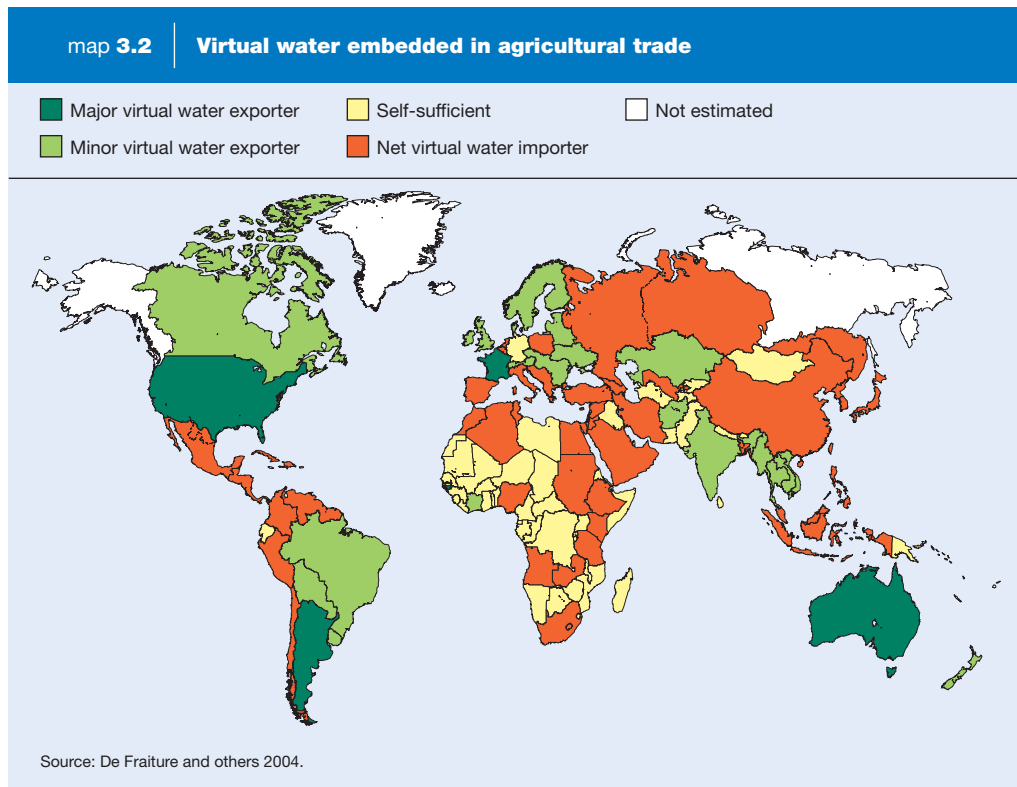 map 3.2 Virtual water embedded in agricultural trade
Major virtual water exporter
Self-sufficient
Not estimated
Minor virtual water exporter
Net virtual water importer
Source: De Fraiture and others 2004.